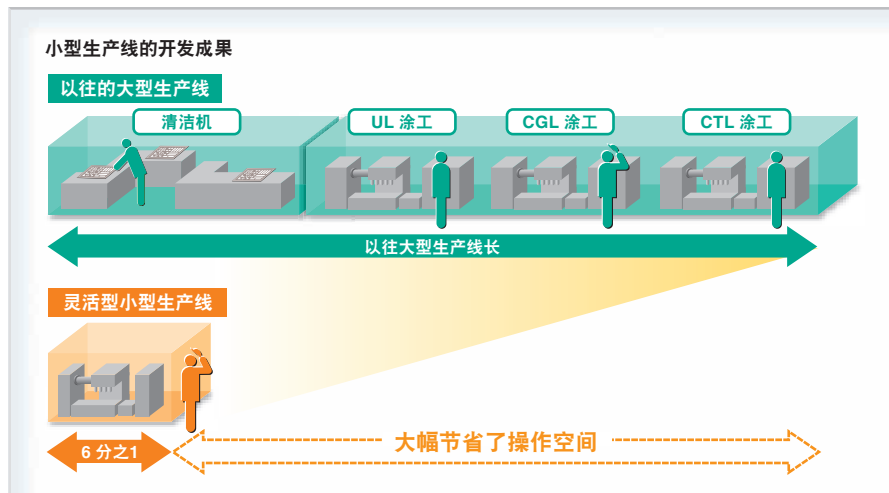 小型生产线的开发成果
以往的大型生产线
清洁机
UL 涂工
CGL 涂工
CTL 涂工
以往大型生产线长
灵活型小型生产线
6 分之1
大幅节省了操作空间